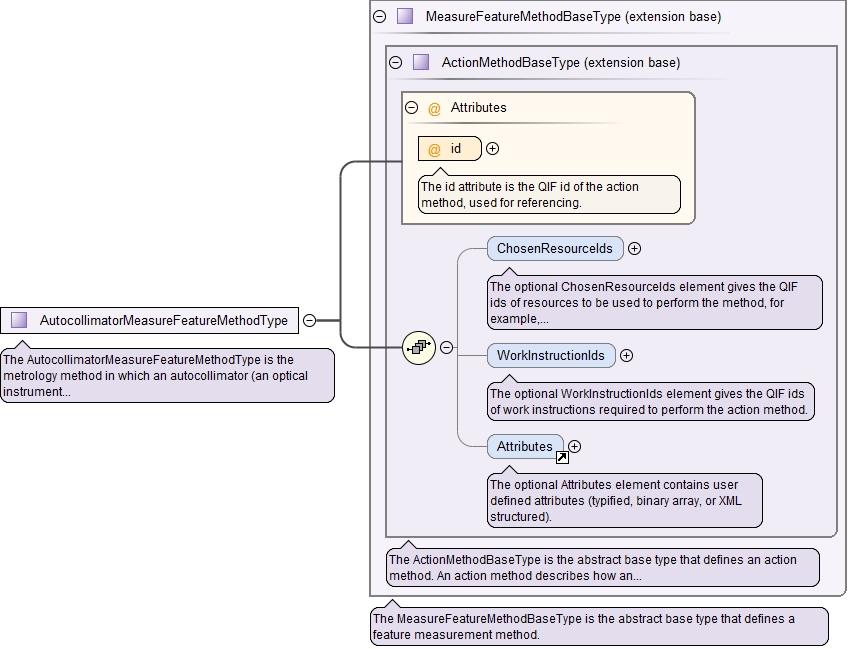 MeasureFeatureMethodBaseType (extension base)
ActionMethodBaseType (extension base)
@ Attributes
@ id
The id attribute is the QIF id of the action
method, used for referencing.
ChosenResourceIds
The optional ChosenResourceIds element gives the QIF
ids of resources to be used to perform the method, for
example,...
AutocollimatorMeasureFeatureMethodType
The AutocollimatorMeasureFeatureMethodType is the
metrology method in which an autocollimator (an optical
instrument...
WorkInstructionIds
The optional WorkInstructionIds element gives the QIF ids
of work instructions required to perform the action method.
Attributes
The optional Attributes element contains user
defined attributes (typified, binary array, or XML
structured).
The ActionMethodBaseType is the abstract base type that defines an action
method. An action method describes how an...
The MeasureFeatureMethodBaseType is the abstract base type that defines a
feature measurement method.